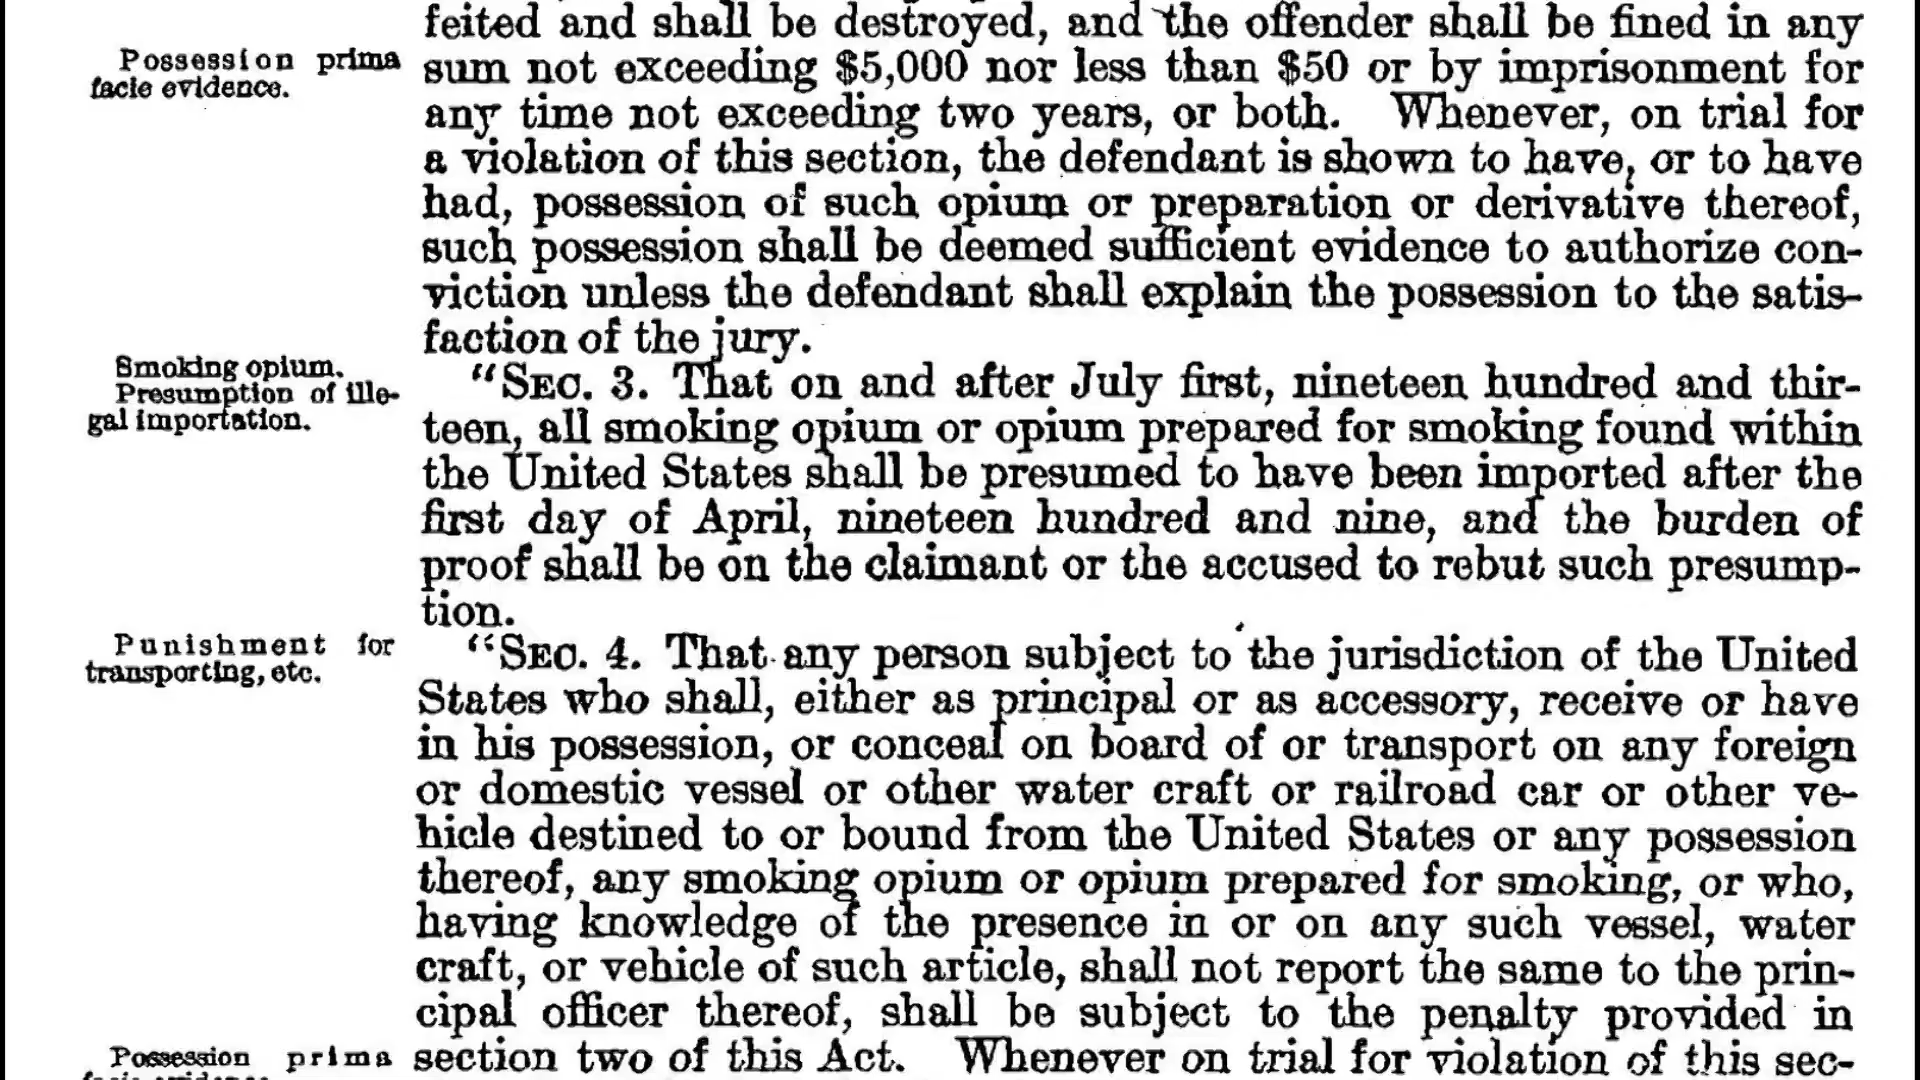 feited and shall be destroyed, and the offender shall be fined in any
Possession prima
facie evidence.
sum not exceeding $5,000 nor less than $50 or by imprisonment for
any time not exceeding two years, or both. Whenever, on trial for
a violation of this section, the defendant is shown to have, or to have
had, possession of such opium or preparation or derivative thereof,
such possession shall be deemed sufficient evidence to authorize con-
viction unless the defendant shall explain the possession to the satis-
faction of the jury.
Smoking opium.
Presumption of ille-
gal importation.
"SEC. 3. That on and after July first, nineteen hundred and thir-
teen, all smoking opium or opium prepared for smoking found within
the United States shall be presumed to have been imported after the
first day of April, nineteen hundred and nine, and the burden of
proof shall be on the claimant or the accused to rebut such presump-
tion.
Punishment for
transporting, etc.
"SEC. 4. That any person subject to the jurisdiction of the United
States who shall, either as principal or as accessory, receive or have
in his possession, or conceal on board of or transport on any foreign
or domestic vessel or other water craft or railroad car or other ve-
hicle destined to or bound from the United States or any possession
thereof, any smoking opium or opium prepared for smoking, or who,
having knowledge of the presence in or on any such vessel, water
craft, or vehicle of such article, shall not report the same to the prin-
cipal officer thereof, shall be subject to the penalty provided in
Possession prima
section two of this Act. Whenever on trial for violation of this sec-